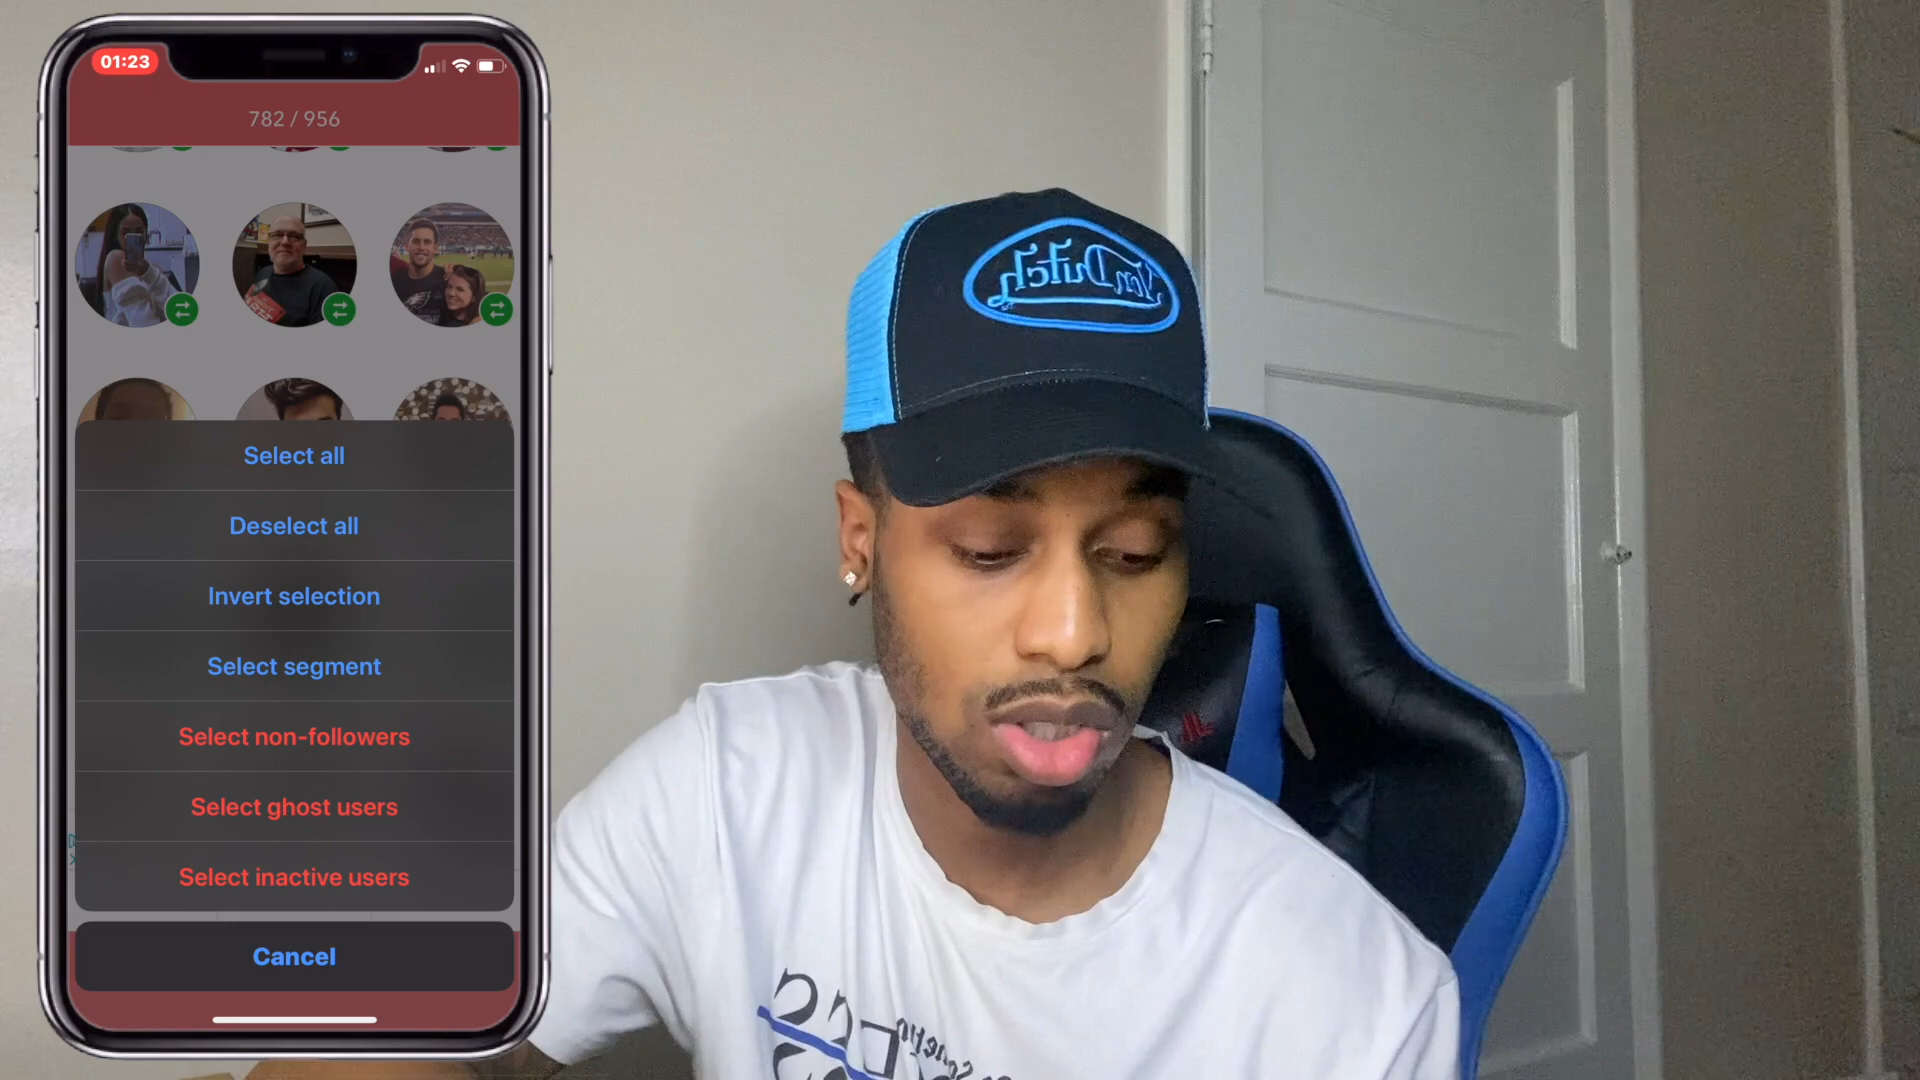 01:23
782 / 956
Select all
Deselect all
Invert selection
Select segment
Select non-followers
Select ghost users
Select inactive users
Cancel
Von Dutch